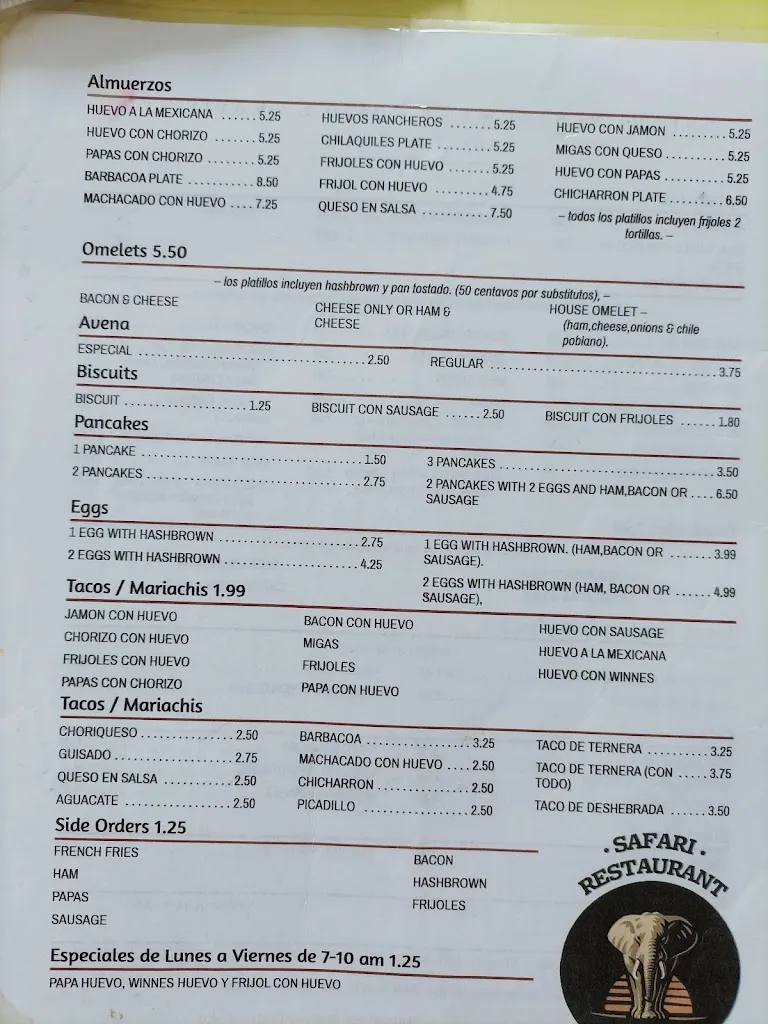 Almuerzos
HUEVO A LA MEXICANA ...... 5.25
HUEVO CON CHORIZO ....... 5.25
PAPAS CON CHORIZO ........ 5.25
BARBACOA PLATE ........... 8.50
MACHACADO CON HUEVO .... 7.25
HUEVOS RANCHEROS ....... 5.25
CHILAQUILES PLATE ......... 5.25
FRIJOLES CON HUEVO ....... 5.25
FRIJOL CON HUEVO ......... 4.75
QUESO EN SALSA ........... 7.50
HUEVO CON JAMON ......... 5.25
MIGAS CON QUESO .......... 5.25
HUEVO CON PAPAS .......... 5.25
CHICHARRON PLATE ......... 6.50
– todos los platillos incluyen frijoles 2
tortillas. –
Omelets 5.50
– los platillos incluyen hashbrown y pan tostado. (50 centavos por substitutos), –
BACON & CHEESE
CHEESE ONLY OR HAM &
CHEESE
HOUSE OMELET –
(ham,cheese,onions & chile
poblano).
Avena
ESPECIAL ........................................ 2.50
REGULAR ........................................ 3.75
Biscuits
BISCUIT ..................... 1.25
BISCUIT CON SAUSAGE ...... 2.50
BISCUIT CON FRIJOLES ...... 1.80
Pancakes
1 PANCAKE ........................................ 1.50
2 PANCAKES ...................................... 2.75
3 PANCAKES ...................................... 3.50
2 PANCAKES WITH 2 EGGS AND HAM,BACON OR .... 6.50
SAUSAGE
Eggs
1 EGG WITH HASHBROWN ........................ 2.75
2 EGGS WITH HASHBROWN ....................... 4.25
1 EGG WITH HASHBROWN. (HAM,BACON OR ....... 3.99
SAUSAGE).
2 EGGS WITH HASHBROWN (HAM, BACON OR ...... 4.99
SAUSAGE),
Tacos / Mariachis 1.99
JAMON CON HUEVO
CHORIZO CON HUEVO
FRIJOLES CON HUEVO
PAPAS CON CHORIZO
BACON CON HUEVO
MIGAS
FRIJOLES
PAPA CON HUEVO
HUEVO CON SAUSAGE
HUEVO A LA MEXICANA
HUEVO CON WINNES
Tacos / Mariachis
CHORIQUESO ............... 2.50
GUISADO ................... 2.75
QUESO EN SALSA ........... 2.50
AGUACATE .................. 2.50
BARBACOA ................. 3.25
MACHACADO CON HUEVO .... 2.50
CHICHARRON ............... 2.50
PICADILLO ................. 2.50
TACO DE TERNERA ......... 3.25
TACO DE TERNERA (CON ..... 3.75
TODO)
TACO DE DESHEBRADA ...... 3.50
Side Orders 1.25
FRENCH FRIES
HAM
PAPAS
SAUSAGE
BACON
HASHBROWN
FRIJOLES
Especiales de Lunes a Viernes de 7-10 am 1.25
PAPA HUEVO, WINNES HUEVO Y FRIJOL CON HUEVO
· SAFARI ·
RESTAURANT